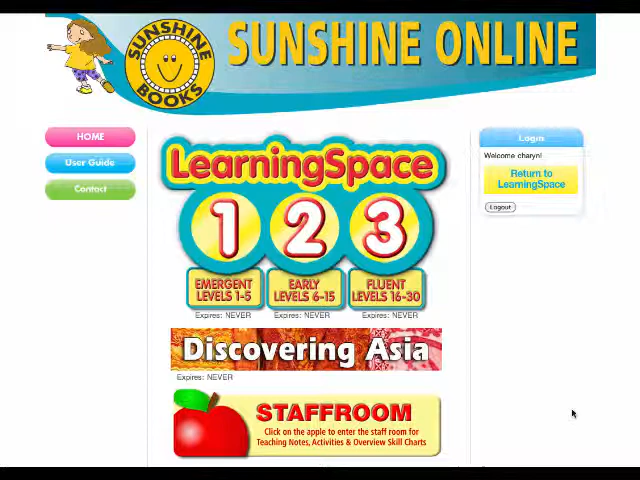 SUNSHINE BOOKS
SUNSHINE ONLINE
HOME
User Guide
Contact
LearningSpace
1 2 3
EMERGENT LEVELS 1-5
EARLY LEVELS 6-15
FLUENT LEVELS 16-30
Expires: NEVER
Expires: NEVER
Expires: NEVER
Discovering Asia
Expires: NEVER
STAFFROOM
Click on the apple to enter the staff room for
Teaching Notes, Activities & Overview Skill Charts
Login
Welcome charyn!
Return to
LearningSpace
Logout